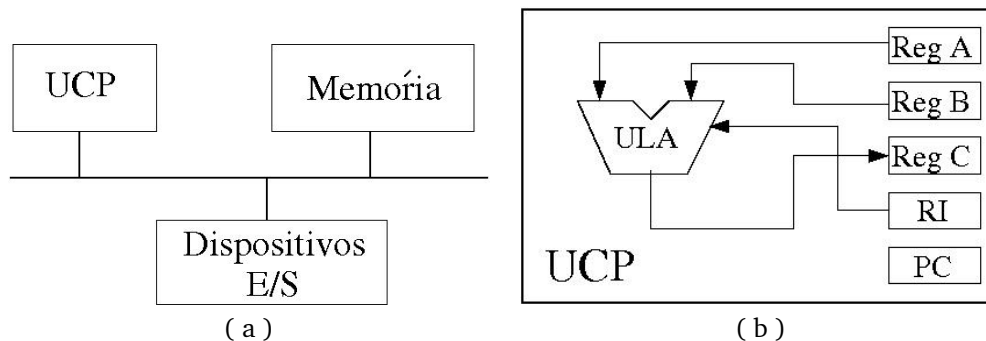 UCP
Memória
Dispositivos
E/S
( a )
Reg A
Reg B
ULA
Reg C
RI
UCP
PC
( b )